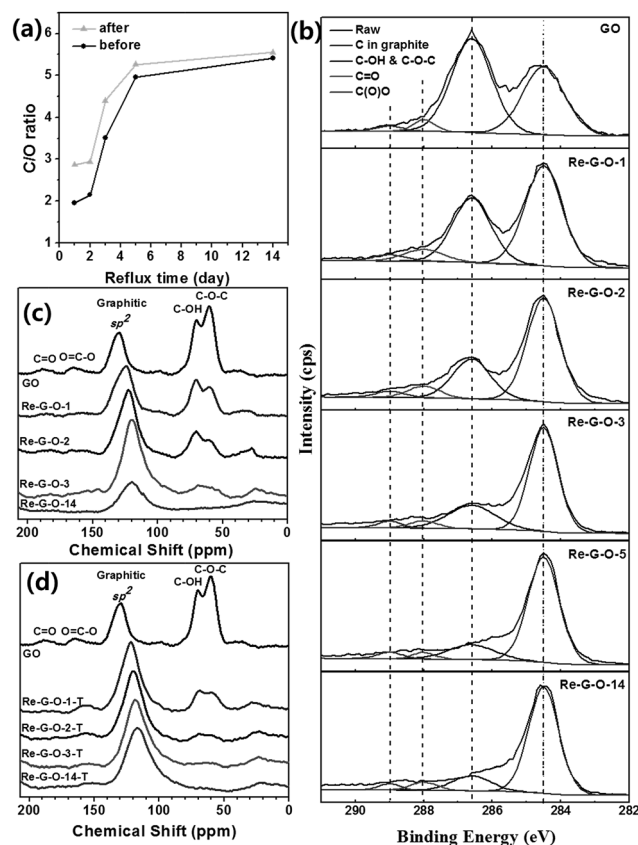 (a)
after
before
C/O ratio
6
5
4
3
2
1
0 2 4 6 8 10 12 14
Reflux time (day)
(b)
Raw
C in graphite
C-OH & C-O-C
C=O
C(O)O
GO
Re-G-O-1
Re-G-O-2
Re-G-O-3
Re-G-O-5
Re-G-O-14
Intensity (cps)
290 288 286 284 282
Binding Energy (eV)
(c)
Graphitic
sp2
C-O-C
C-OH
C=O O=C-O
GO
Re-G-O-1
Re-G-O-2
Re-G-O-3
Re-G-O-14
200 150 100 50 0
Chemical Shift (ppm)
(d)
Graphitic
sp2
C-O-C
C-OH
C=O O=C-O
GO
Re-G-O-1-T
Re-G-O-2-T
Re-G-O-3-T
Re-G-O-14-T
200 150 100 50 0
Chemical Shift (ppm)